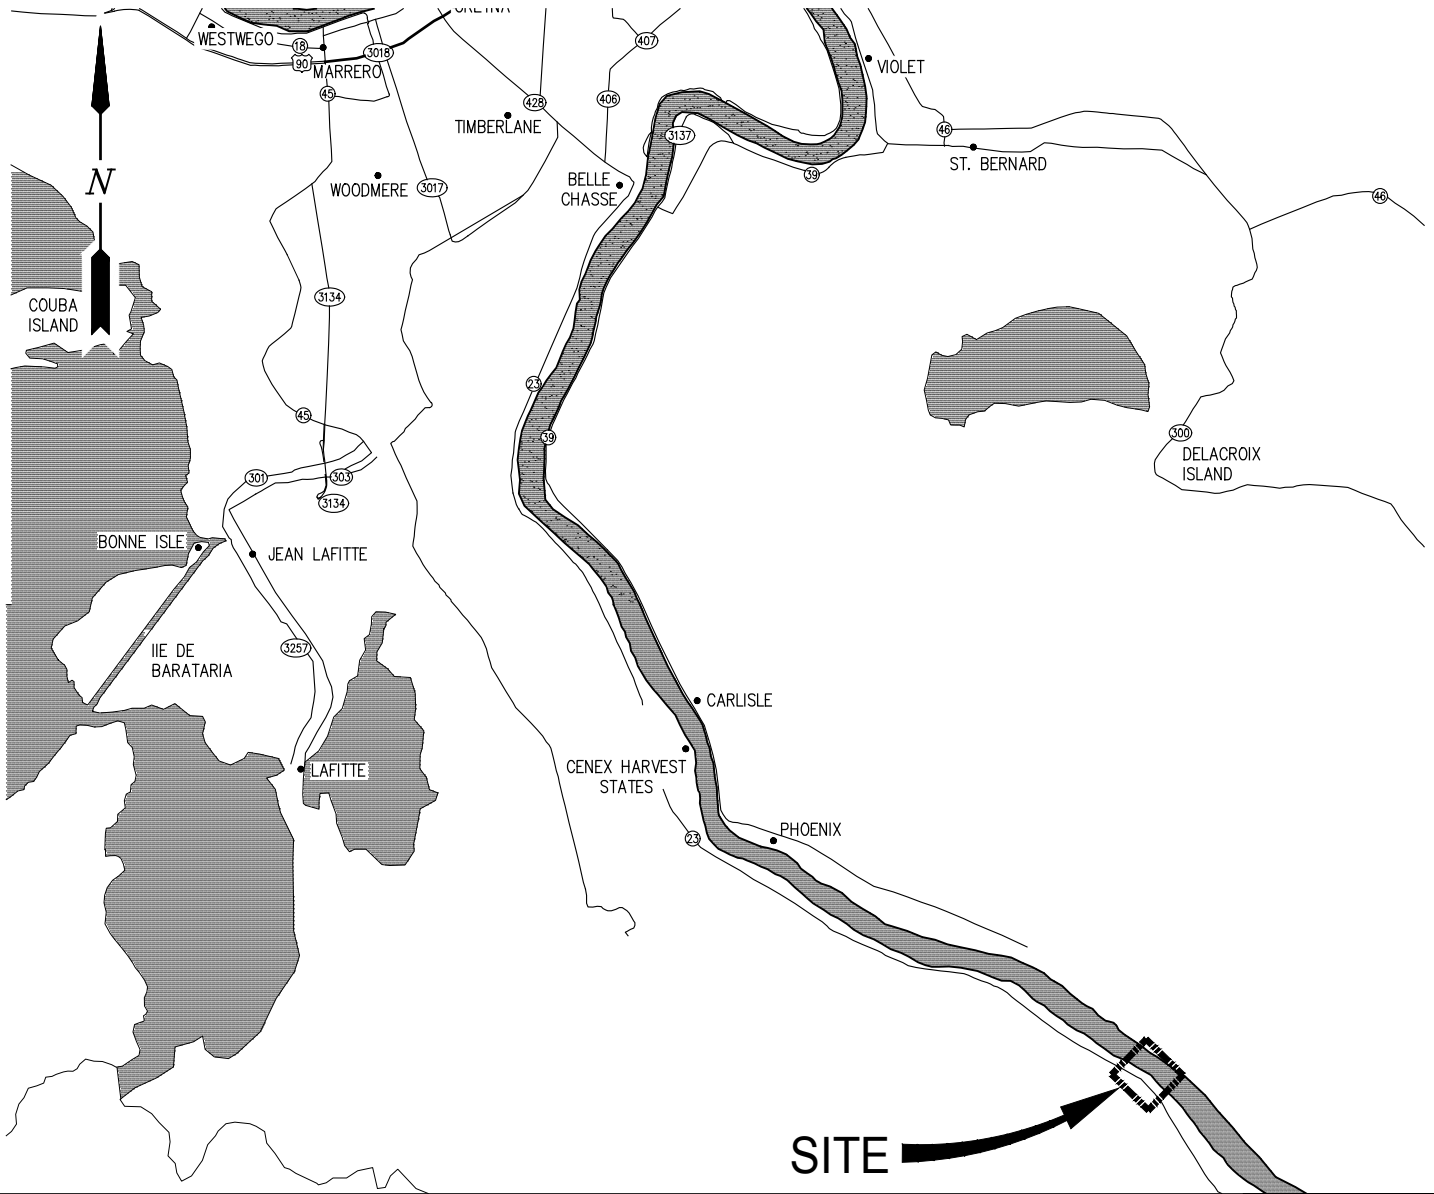 WESTWEGO
18
90
MARRERO
3018
45
407
VIOLET
428
406
TIMBERLANE
3137
46
ST. BERNARD
39
BELLE
CHASSE
WOODMERE
3017
46
N
COUBA
ISLAND
3134
23
45
39
300
DELACROIX
ISLAND
301
303
3134
BONNE ISLE
JEAN LAFITTE
3257
IIE DE
BARATARIA
CARLISLE
LAFITTE
CENEX HARVEST
STATES
23
PHOENIX
SITE